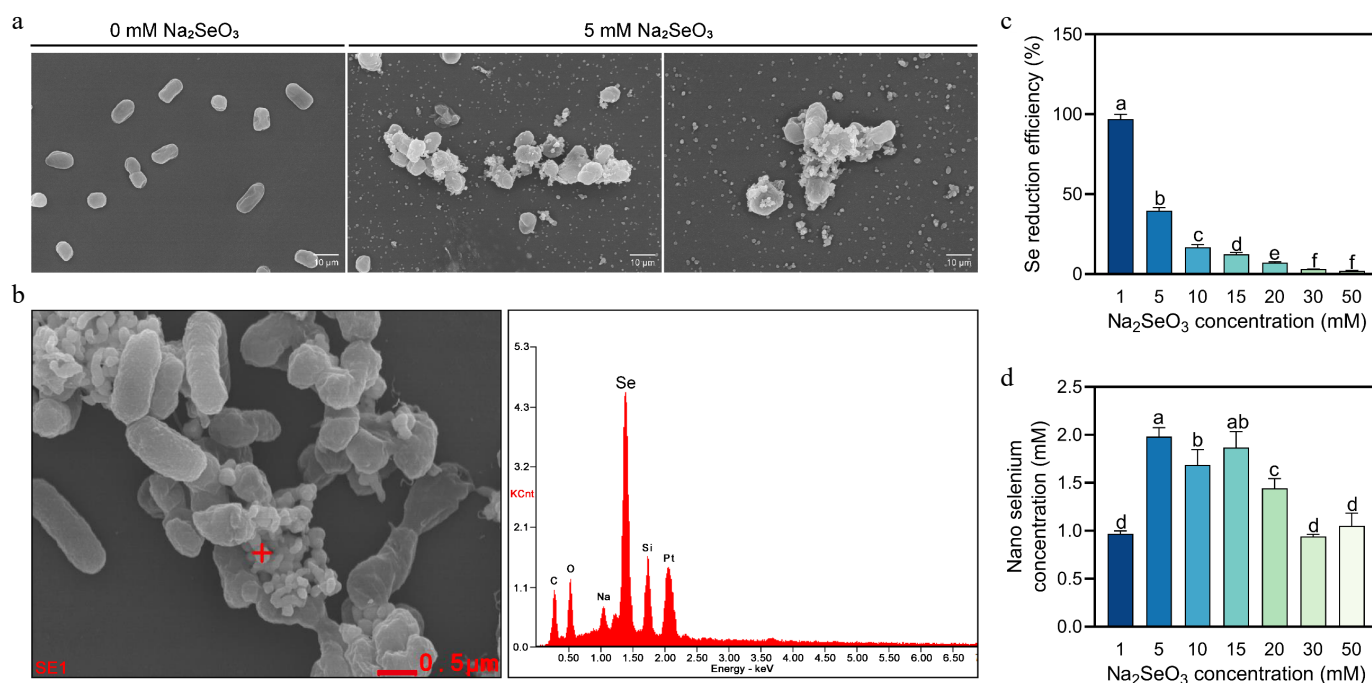 a
0 mM Na₂SeO₃
5 mM Na₂SeO₃
10 μm
10 μm
10 μm
b
SE1
0.5μm
5.3
4.3
3.2
KCnt
2.1
1.1
0.0
C
O
Na
Se
Si
Pt
0.50 1.00 1.50 2.00 2.50 3.00 3.50 4.00 4.50 5.00 5.50 6.00 6.50
Energy - keV
c
Se reduction efficiency (%)
150
100
50
0
a
b
c
d
e
f
f
1 5 10 15 20 30 50
Na₂SeO₃ concentration (mM)
d
Nano selenium
concentration (mM)
2.5
2.0
1.5
1.0
0.5
0.0
d
a
b
ab
c
d
d
1 5 10 15 20 30 50
Na₂SeO₃ concentration (mM)